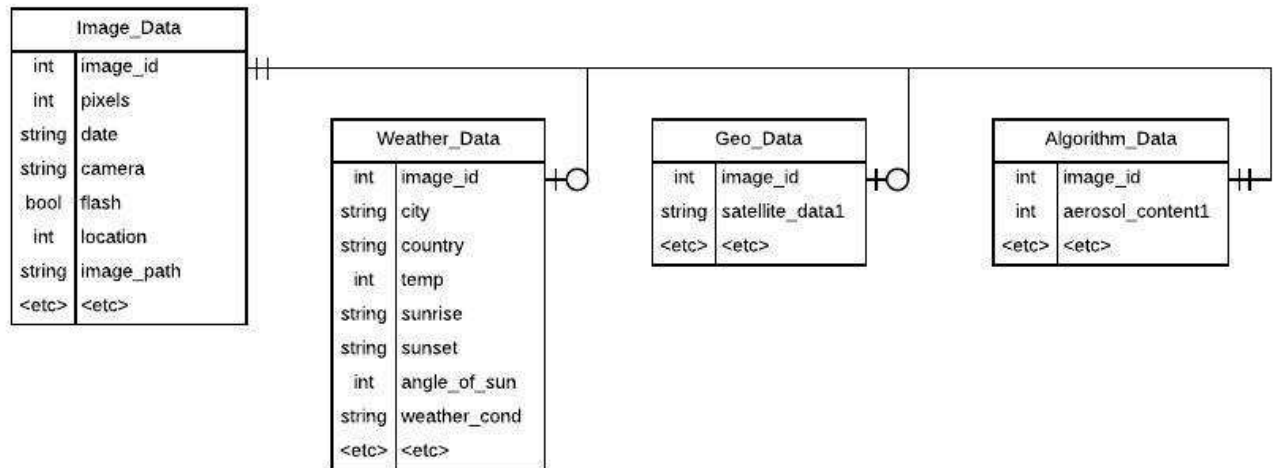 Image_Data
int image_id
int pixels
string date
string camera
bool flash
int location
string image_path
<etc> <etc>
Weather_Data
int image_id
string city
string country
int temp
string sunrise
string sunset
int angle_of_sun
string weather_cond
<etc> <etc>
Geo_Data
int image_id
string satellite_data1
<etc> <etc>
Algorithm_Data
int image_id
int aerosol_content1
<etc> <etc>